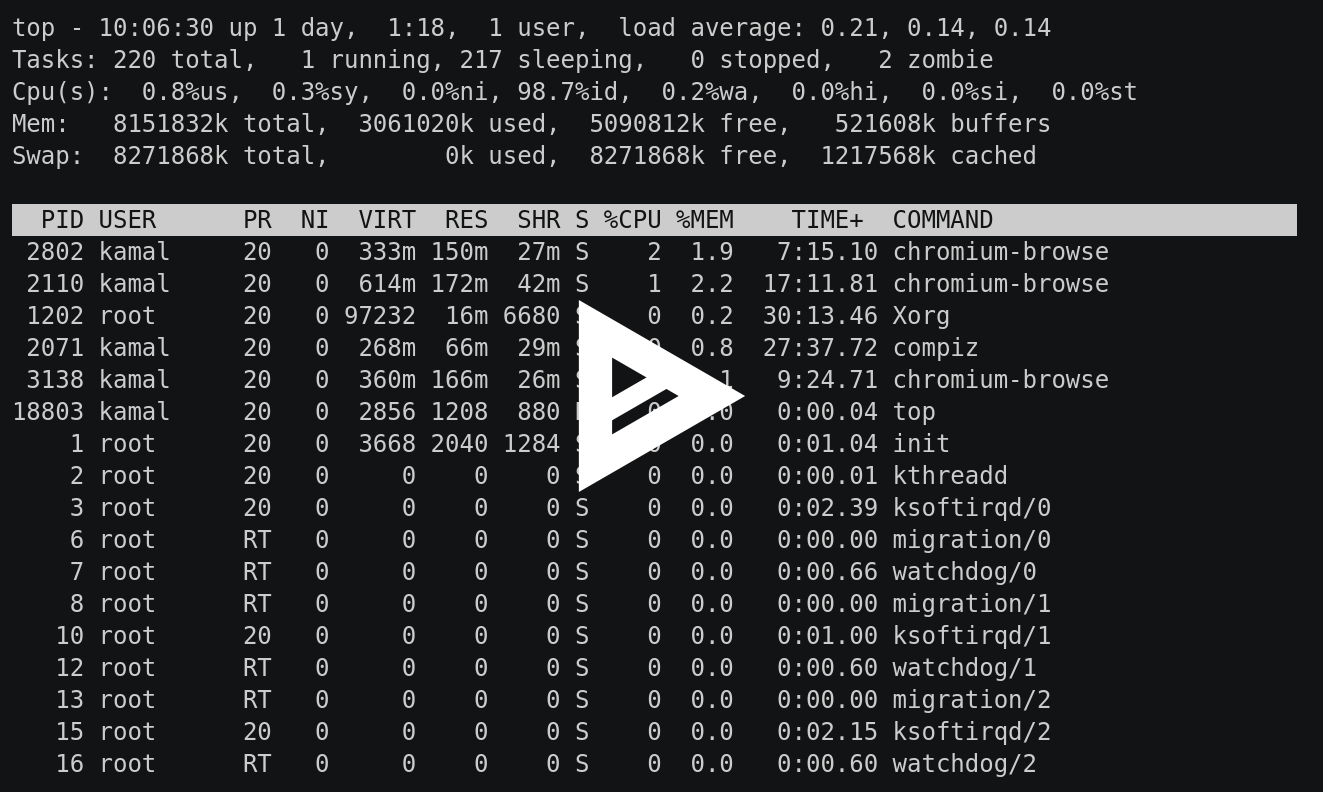 top - 10:06:30 up 1 day,  1:18,  1 user,  load average: 0.21, 0.14, 0.14
Tasks: 220 total,   1 running, 217 sleeping,   0 stopped,   2 zombie
Cpu(s):  0.8%us,  0.3%sy,  0.0%ni, 98.7%id,  0.2%wa,  0.0%hi,  0.0%si,  0.0%st
Mem:   8151832k total,  3061020k used,  5090812k free,   521608k buffers
Swap:  8271868k total,        0k used,  8271868k free,  1217568k cached
  PID USER      PR  NI  VIRT  RES  SHR S %CPU %MEM    TIME+  COMMAND
 2802 kamal     20   0  333m 150m  27m S    2  1.9   7:15.10 chromium-browse
 2110 kamal     20   0  614m 172m  42m S    1  2.2  17:11.81 chromium-browse
 1202 root      20   0 97232  16m 6680      0  0.2  30:13.46 Xorg
 2071 kamal     20   0  268m  66m  29m         0.8  27:37.72 compiz
 3138 kamal     20   0  360m 166m  26m              9:24.71 chromium-browse
18803 kamal     20   0  2856 1208  880              0:00.04 top
    1 root      20   0  3668 2040 1284         0.0   0:01.04 init
    2 root      20   0     0    0    0      0  0.0   0:00.01 kthreadd
    3 root      20   0     0    0    0 S    0  0.0   0:02.39 ksoftirqd/0
    6 root      RT   0     0    0    0 S    0  0.0   0:00.00 migration/0
    7 root      RT   0     0    0    0 S    0  0.0   0:00.66 watchdog/0
    8 root      RT   0     0    0    0 S    0  0.0   0:00.00 migration/1
   10 root      20   0     0    0    0 S    0  0.0   0:01.00 ksoftirqd/1
   12 root      RT   0     0    0    0 S    0  0.0   0:00.60 watchdog/1
   13 root      RT   0     0    0    0 S    0  0.0   0:00.00 migration/2
   15 root      20   0     0    0    0 S    0  0.0   0:02.15 ksoftirqd/2
   16 root      RT   0     0    0    0 S    0  0.0   0:00.60 watchdog/2